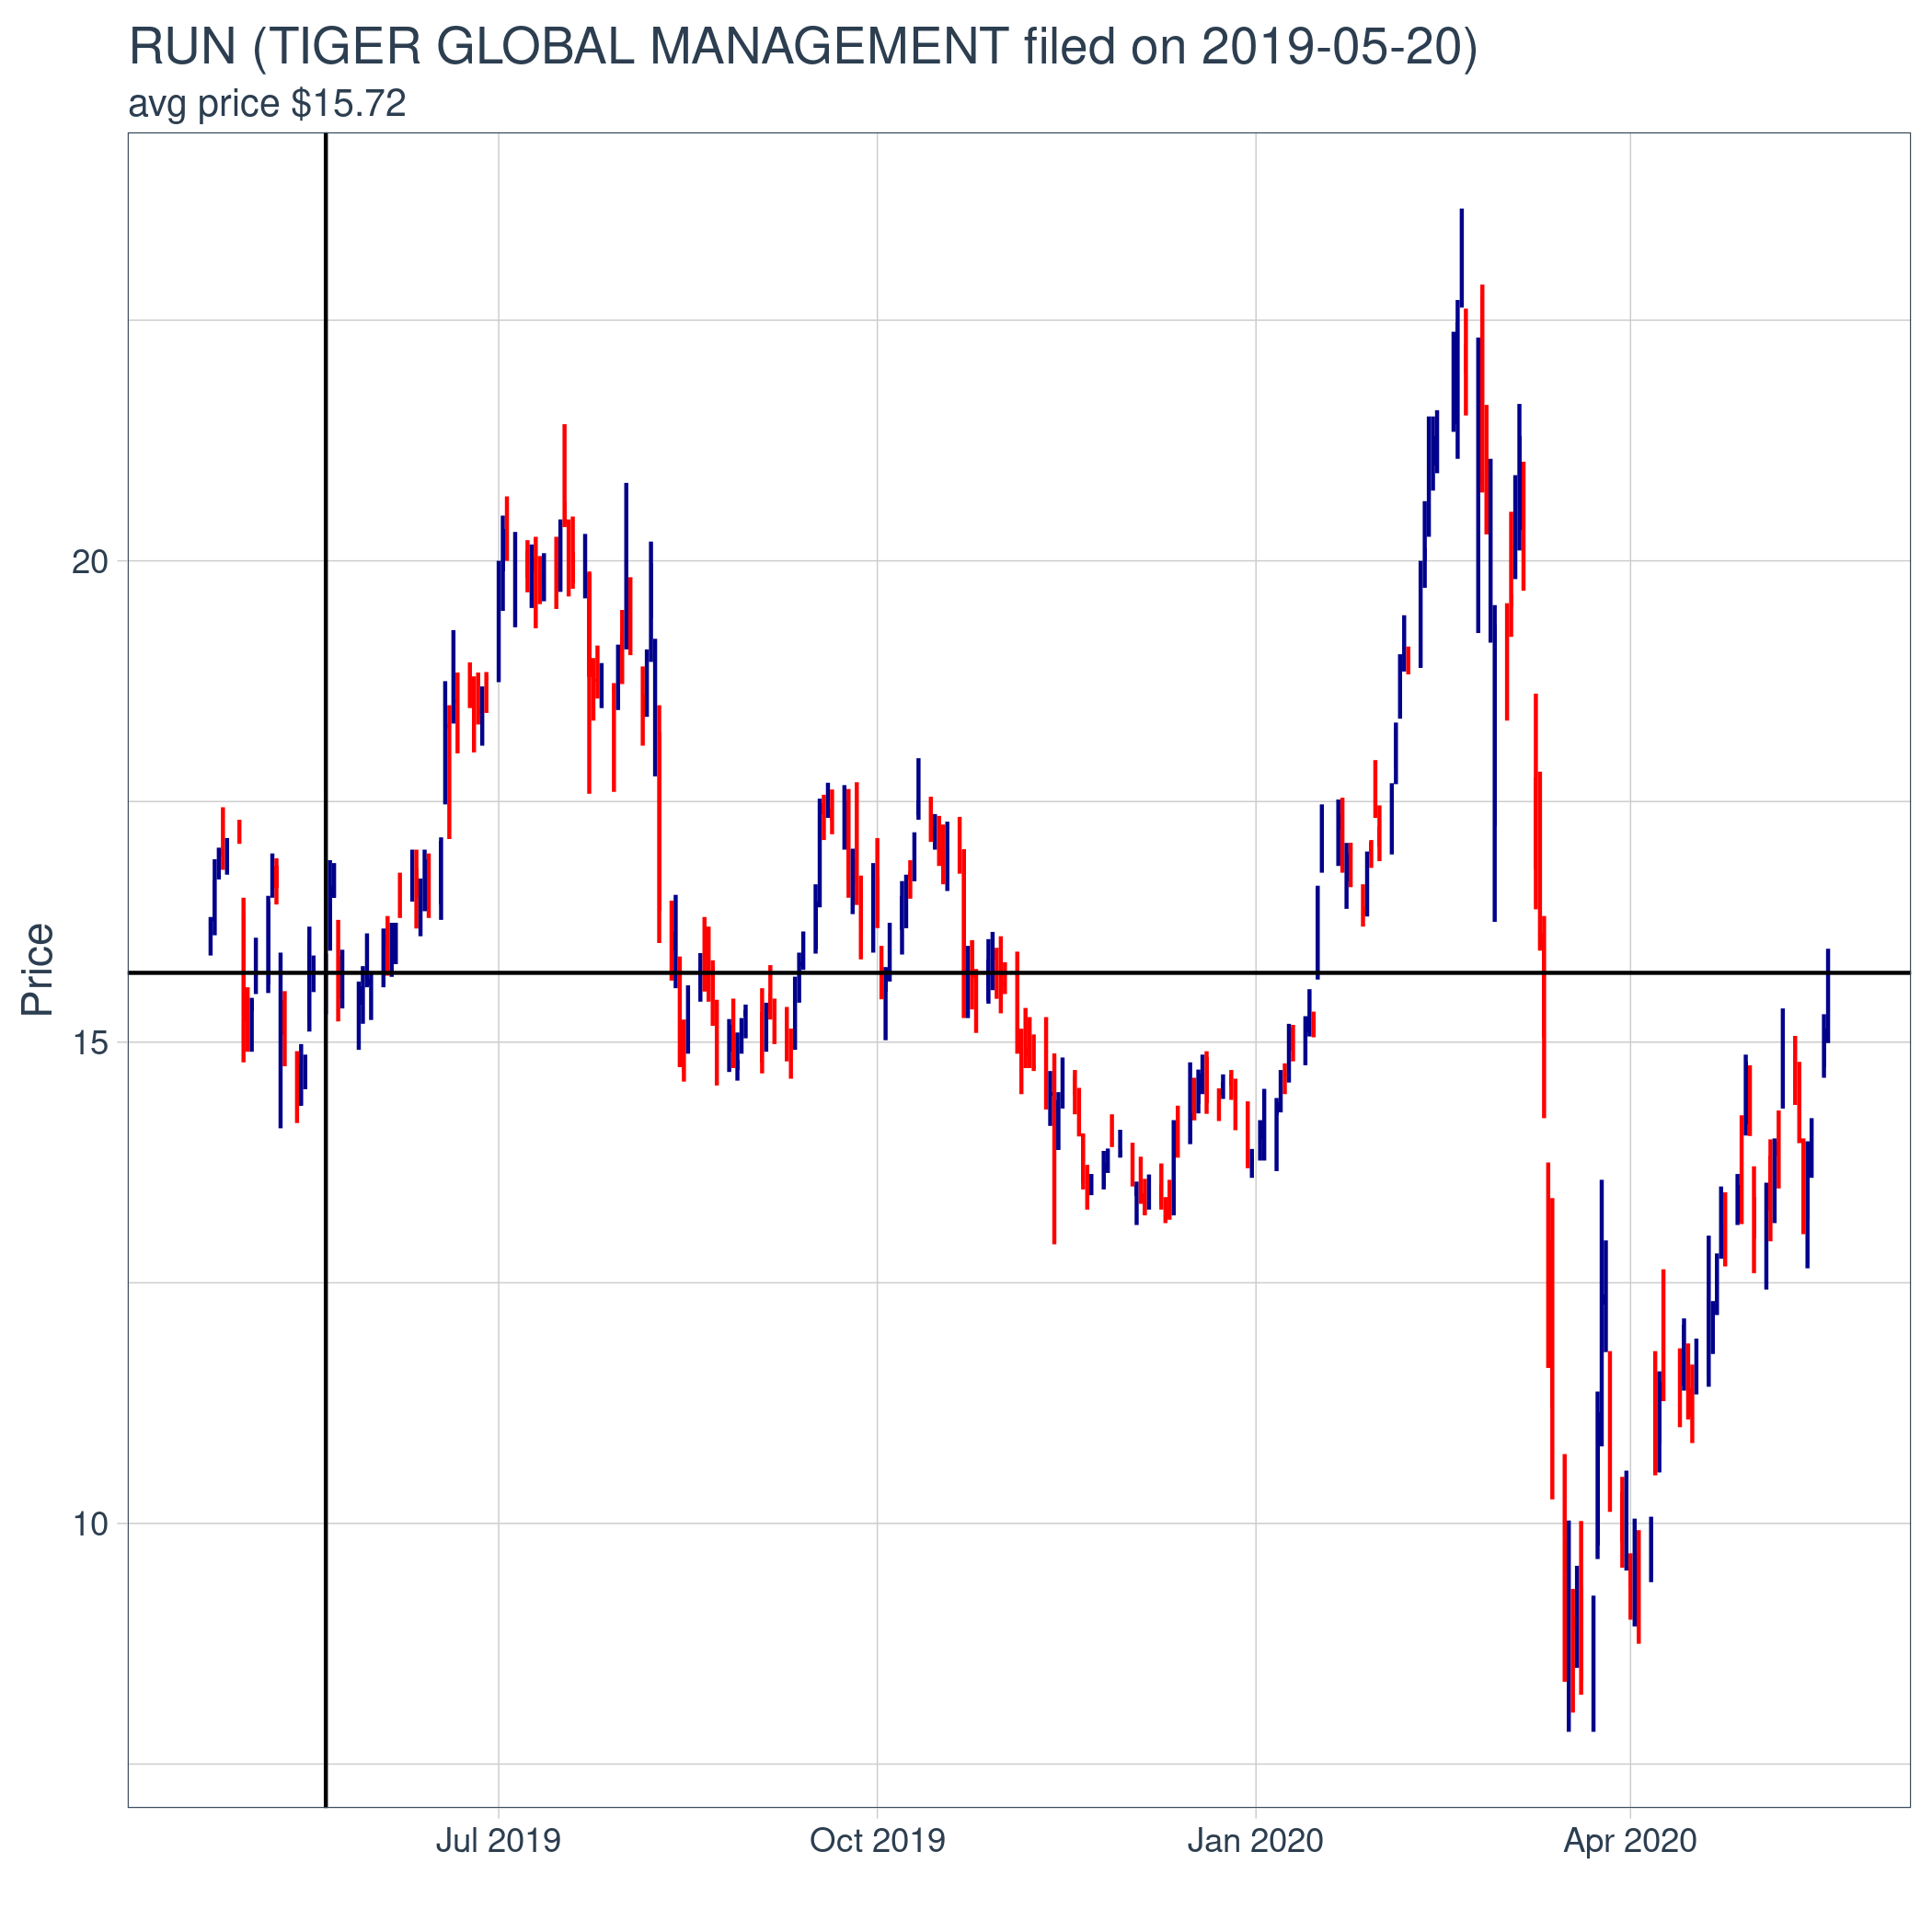 RUN (TIGER GLOBAL MANAGEMENT filed on 2019-05-20)
avg price $15.72
Price
20
15
10
Jul 2019
Oct 2019
Jan 2020
Apr 2020